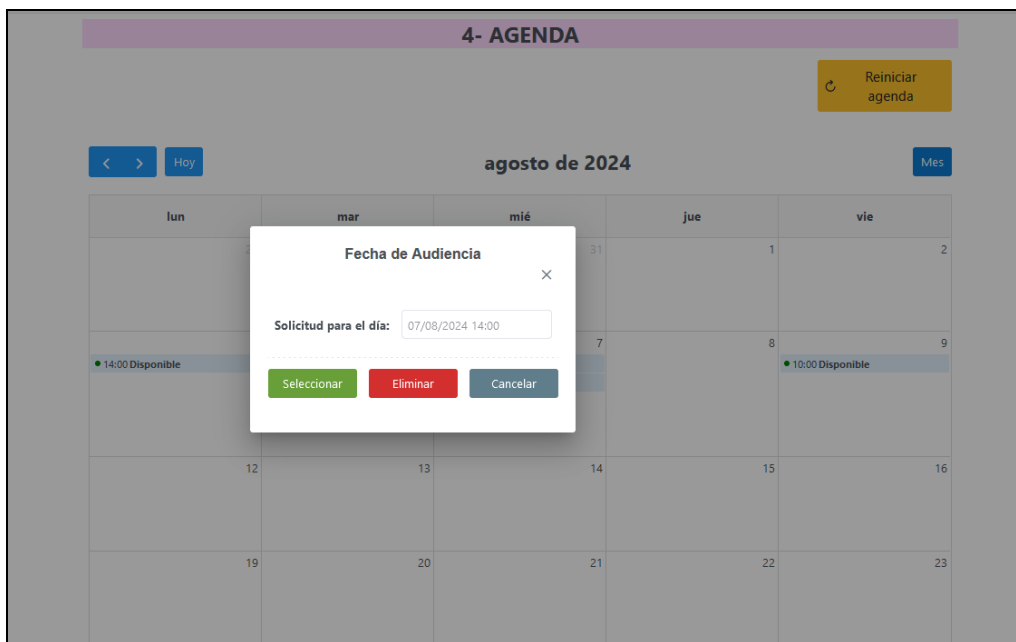 4- AGENDA
Reiniciar
agenda
Hoy
agosto de 2024
Mes
lun
mar
mié
jue
vie
31
1
2
Fecha de Audiencia
Solicitud para el día:
07/08/2024 14:00
Seleccionar
Eliminar
Cancelar
7
8
9
14:00 Disponible
10:00 Disponible
12
13
14
15
16
19
20
21
22
23